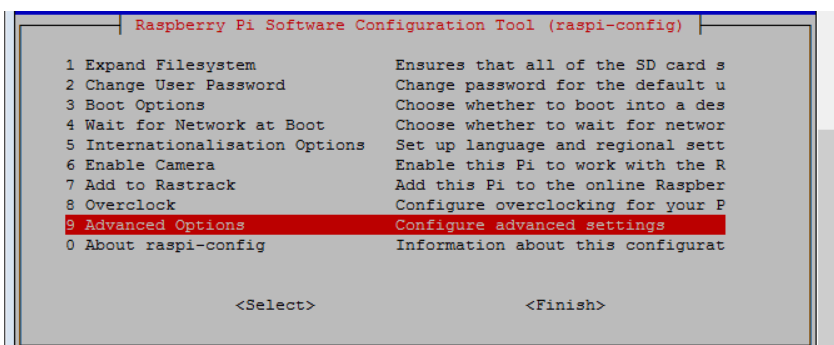 Raspberry Pi Software Configuration Tool (raspi-config)
1 Expand Filesystem Ensures that all of the SD card s
2 Change User Password Change password for the default u
3 Boot Options Choose whether to boot into a des
4 Wait for Network at Boot Choose whether to wait for networ
5 Internationalisation Options Set up language and regional sett
6 Enable Camera Enable this Pi to work with the R
7 Add to Rastrack Add this Pi to the online Raspber
8 Overclock Configure overclocking for your P
9 Advanced Options Configure advanced settings
0 About raspi-config Information about this configurat
<Select> <Finish>